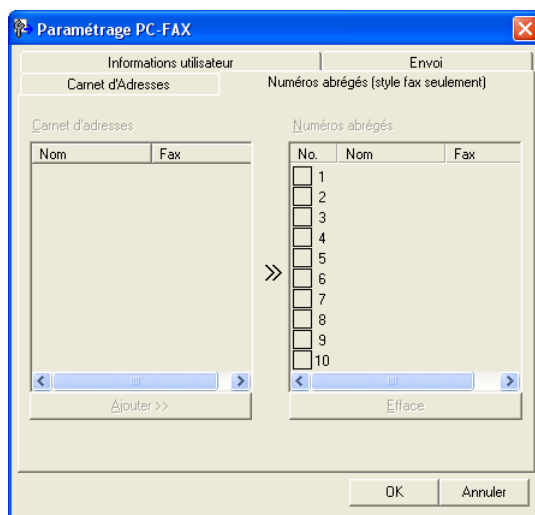 Paramétrage PC-FAX
Informations utilisateur
Envoi
Carnet d'Adresses
Numéros abrégés (style fax seulement)
Carnet d'adresses
Numéros abrégés
Nom Fax
No. Nom Fax
1
2
3
4
5
6
7
8
9
10
Ajouter >>
Efface
OK
Annuler